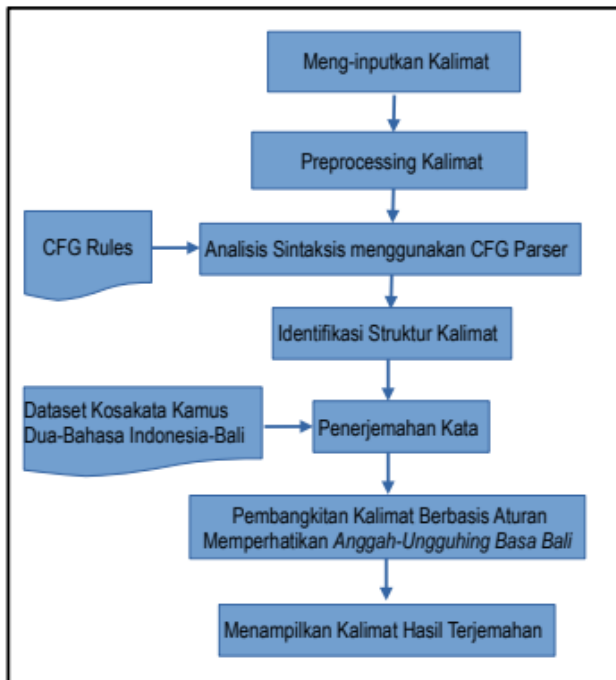 Meng-inputkan Kalimat
Preprocessing Kalimat
CFG Rules
Analisis Sintaksis menggunakan CFG Parser
Identifikasi Struktur Kalimat
Dataset Kosakata Kamus
Dua-Bahasa Indonesia-Bali
Penerjemahan Kata
Pembangkitan Kalimat Berbasis Aturan
Memperhatikan Anggah-Ungguhing Basa Bali
Menampilkan Kalimat Hasil Terjemahan